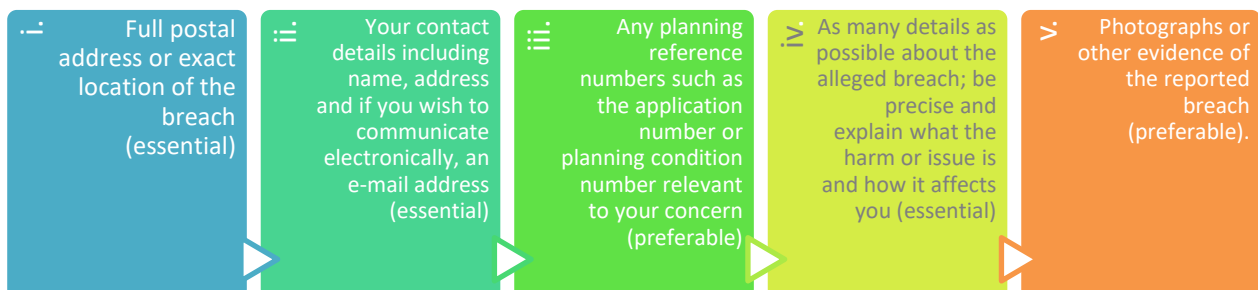 i.
Full postal
address or exact
location of the
breach
(essential)
ii.
Your contact
details including
name, address
and if you wish to
communicate
electronically, an
e-mail address
(essential)
iii.
Any planning
reference
numbers such as
the application
number or
planning condition
number relevant
to your concern
(preferable)
iv.
As many details as
possible about the
alleged breach; be
precise and
explain what the
harm or issue is
and how it affects
you (essential)
v.
Photographs or
other evidence of
the reported
breach
(preferable).